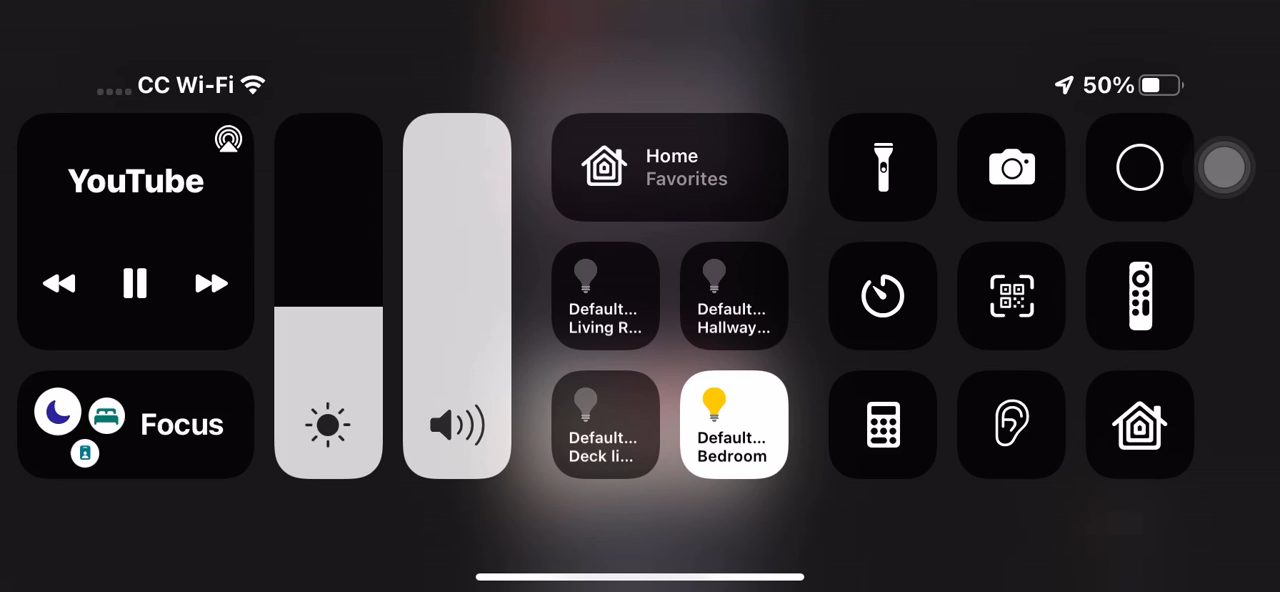 CC Wi-Fi
50%
YouTube
Focus
Home
Favorites
Default...
Living R...
Default...
Hallway...
Default...
Deck li...
Default...
Bedroom